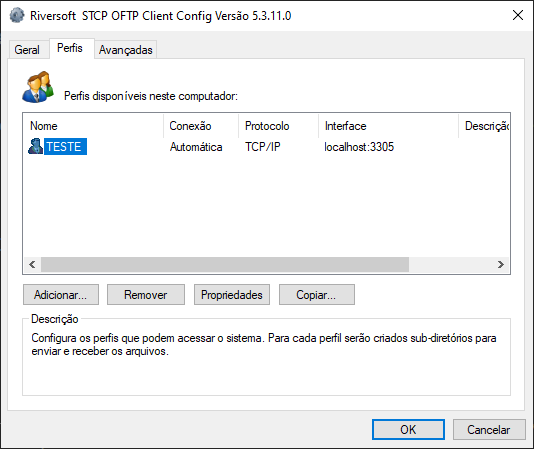 Riversoft STCP OFTP Client Config Versão 5.3.11.0
Geral Perfis Avançadas
Perfis disponíveis neste computador:
Nome Conexão Protocolo Interface Descrição
TESTE Automática TCP/IP localhost:3305
Adicionar... Remover Propriedades Copiar...
Descrição
Configura os perfis que podem acessar o sistema. Para cada perfil serão criados sub-diretórios para
enviar e receber os arquivos.
OK Cancelar